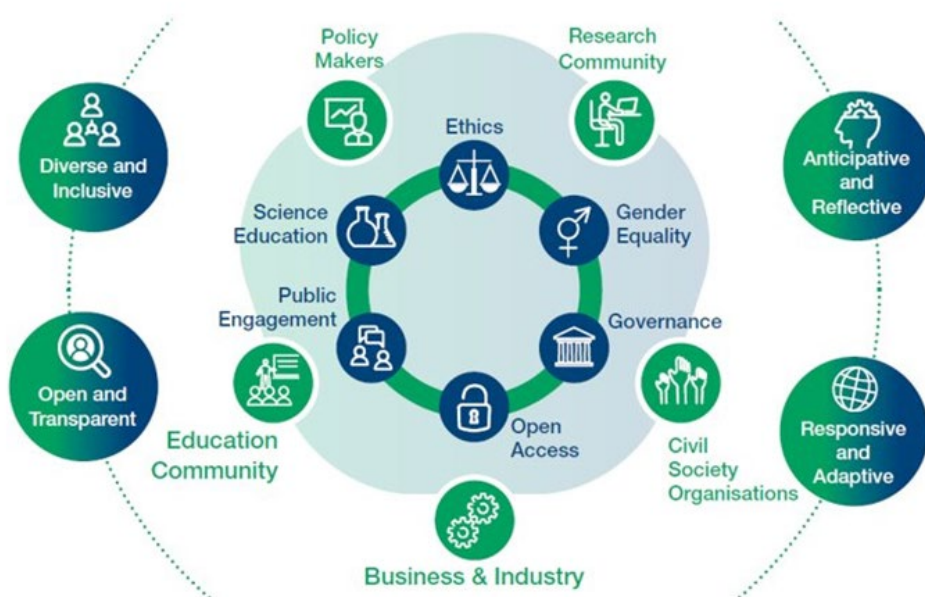 Policy
Makers
Research
Community
Diverse and
Inclusive
Ethics
Anticipative
and
Reflective
Science
Education
Gender
Equality
Public
Engagement
Governance
Open and
Transparent
Education
Community
Open
Access
Civil
Society
Organisations
Responsive
and
Adaptive
Business & Industry